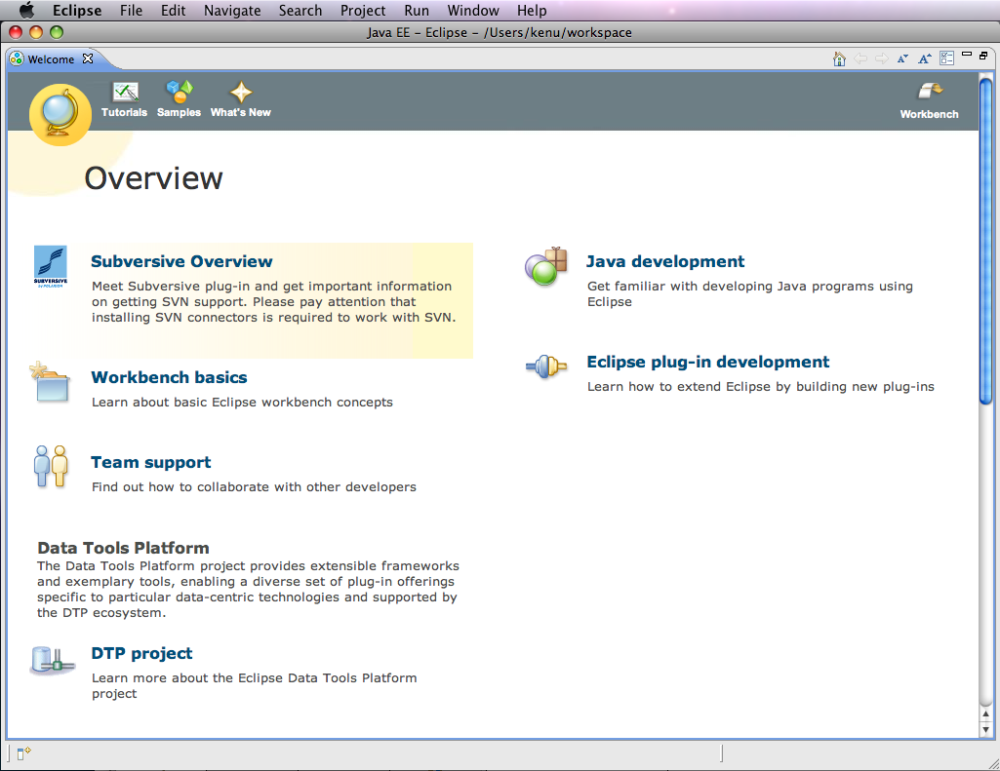 Eclipse File Edit Navigate Search Project Run Window Help
Java EE – Eclipse – /Users/kenu/workspace
Welcome
A A
Tutorials Samples What's New
Workbench
Overview
SUBVERSIVE
Subversive Overview
Meet Subversive plug-in and get important information
on getting SVN support. Please pay attention that
installing SVN connectors is required to work with SVN.
Workbench basics
Learn about basic Eclipse workbench concepts
Team support
Find out how to collaborate with other developers
Data Tools Platform
The Data Tools Platform project provides extensible frameworks
and exemplary tools, enabling a diverse set of plug-in offerings
specific to particular data-centric technologies and supported by
the DTP ecosystem.
DTP project
Learn more about the Eclipse Data Tools Platform
project
Java development
Get familiar with developing Java programs using
Eclipse
Eclipse plug-in development
Learn how to extend Eclipse by building new plug-ins